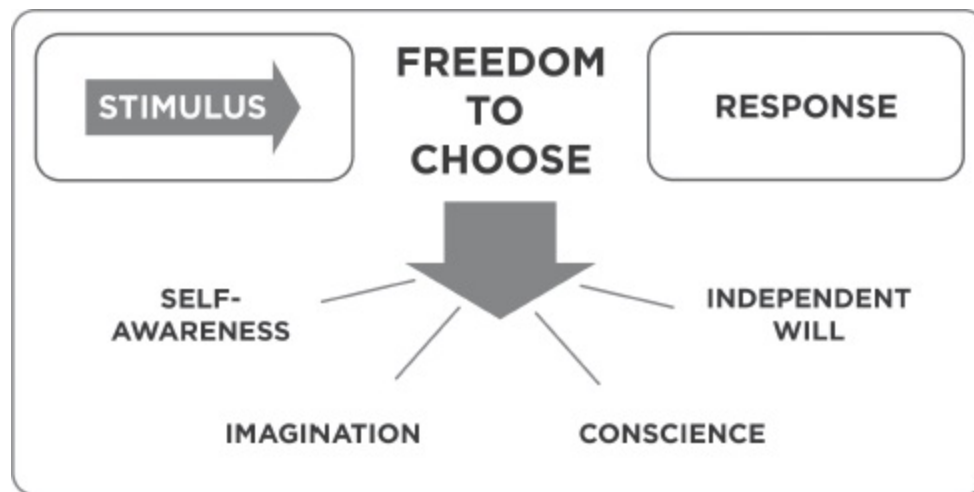 STIMULUS
FREEDOM
TO
CHOOSE
RESPONSE
SELF-
AWARENESS
IMAGINATION
CONSCIENCE
INDEPENDENT
WILL